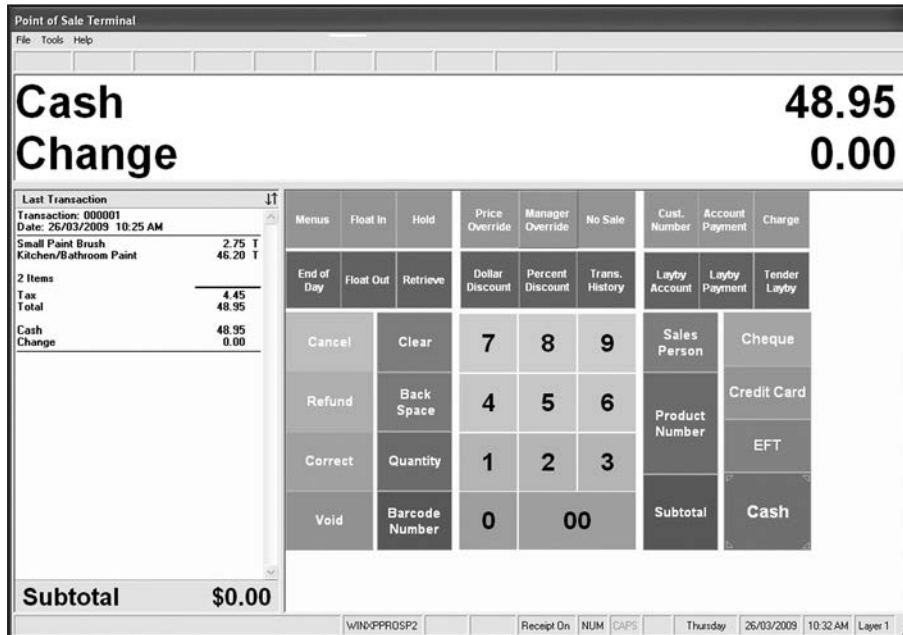 Point of Sale Terminal
File Tools Help
Cash 48.95
Change 0.00
Last Transaction
Transaction: 000001
Date: 26/03/2009 10:25 AM
Small Paint Brush 2.75 T
Kitchen/Bathroom Paint 46.20 T
2 Items
Tax 4.45
Total 48.95
Cash 48.95
Change 0.00
Subtotal $0.00
Menus Float In Hold Price Override Manager Override No Sale Cust. Number Account Payment Charge
End of Day Float Out Retrieve Dollar Discount Percent Discount Trans. History Layby Account Layby Payment Tender Layby
Cancel Clear 7 8 9 Sales Person Cheque
Refund Back Space 4 5 6 Product Number Credit Card
Correct Quantity 1 2 3 EFT
Void Barcode Number 0 00 Subtotal Cash
WINXPPROSP2 Receipt On NUM CAPS Thursday 26/03/2009 10:32 AM Layer 1